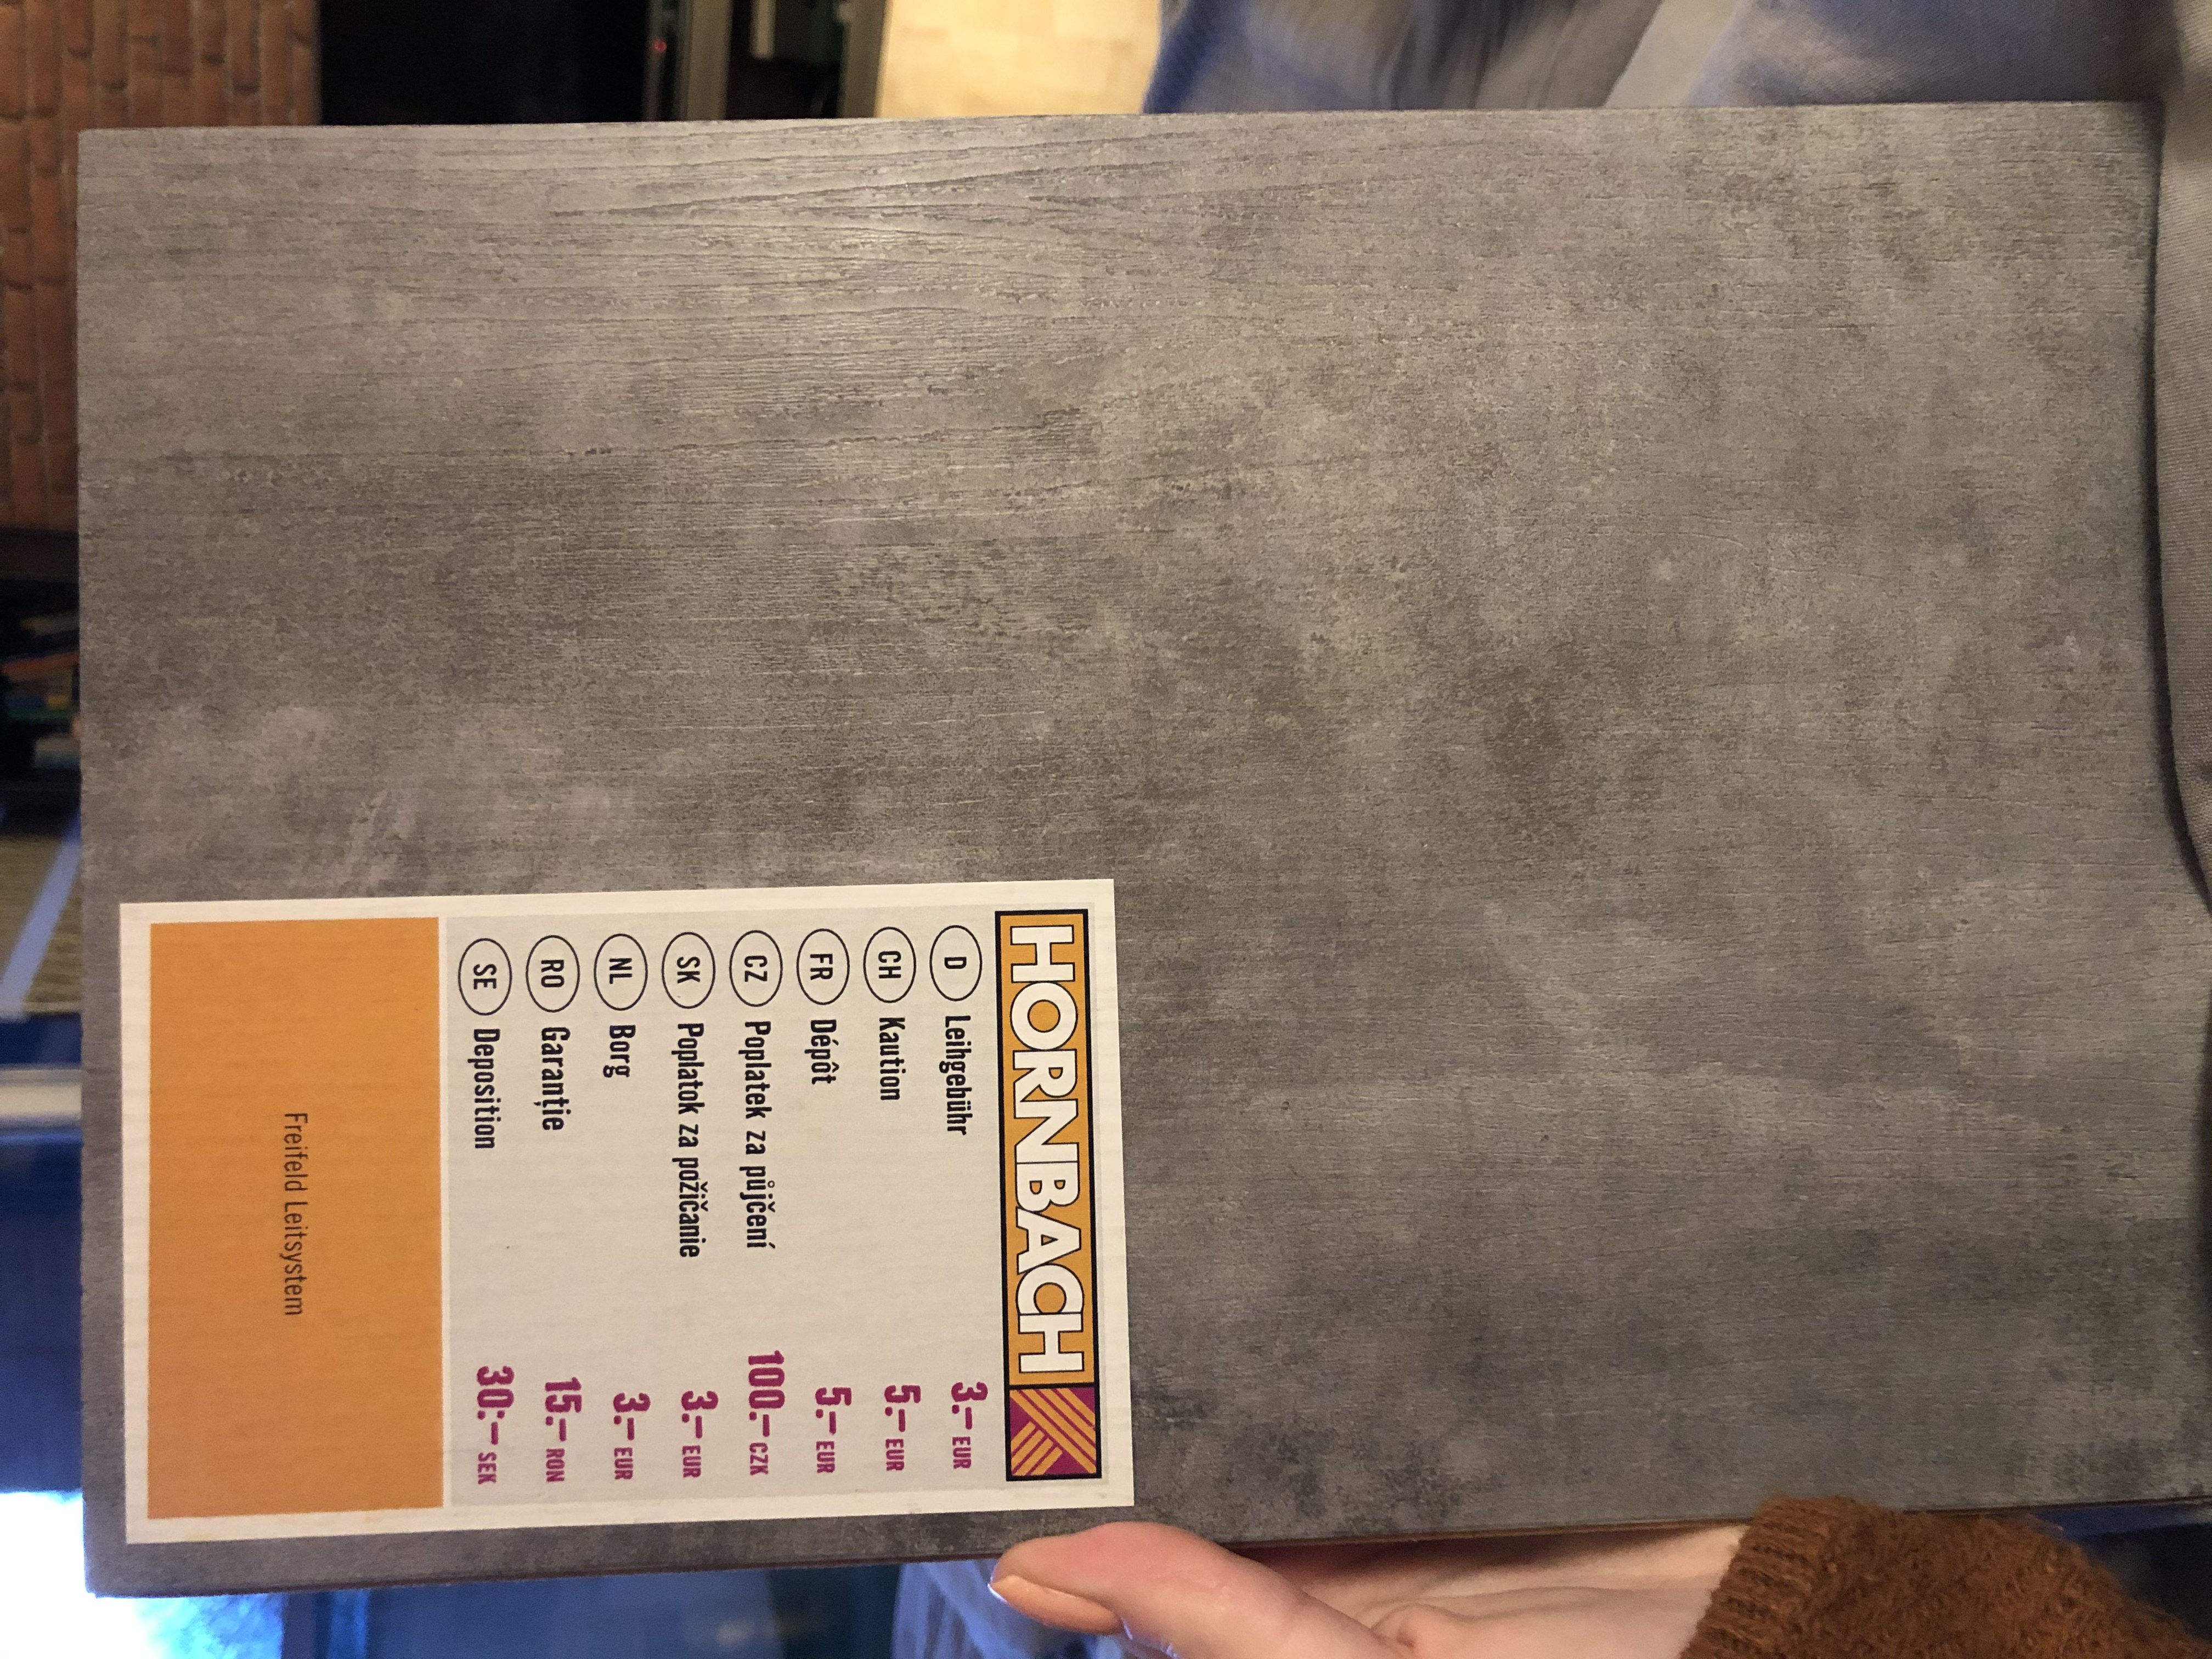 HORNBACH
D Leihgebühr 3.– EUR
CH Kaution 5.– EUR
FR Dépôt 5.– EUR
CZ Poplatek za půjčení 100.– CZK
SK Poplatok za požičanie 3.– EUR
NL Borg 3.– EUR
RO Garanţie 15.– RON
SE Deposition 30:– SEK
Freifeld Leitsystem